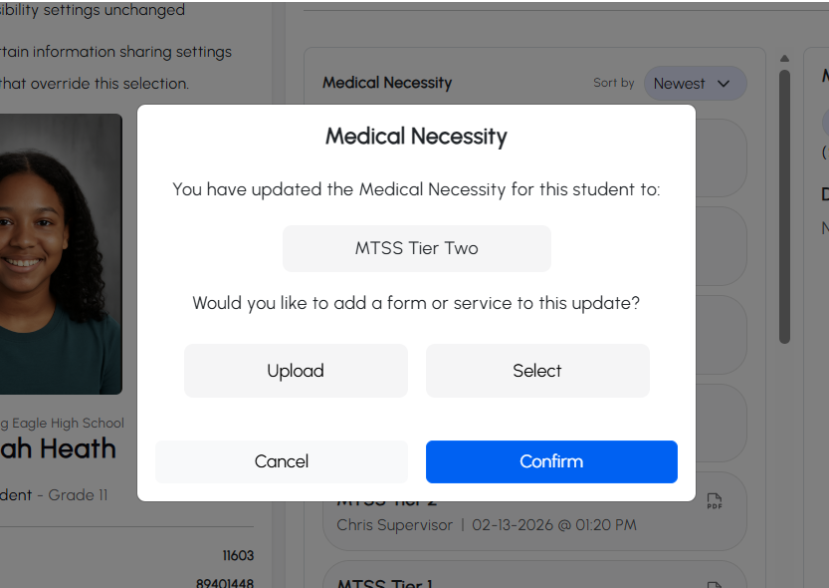 sibility settings unchanged
rtain information sharing settings
that override this selection.
g Eagle High School
ah Heath
dent - Grade 11
11603
89401448
Medical Necessity
Sort by Newest
Medical Necessity
You have updated the Medical Necessity for this student to:
MTSS Tier Two
Would you like to add a form or service to this update?
Upload
Select
Cancel
Confirm
MTSS Tier 2
PDF
Chris Supervisor | 02-13-2026 @ 01:20 PM
MTSS Tier 1